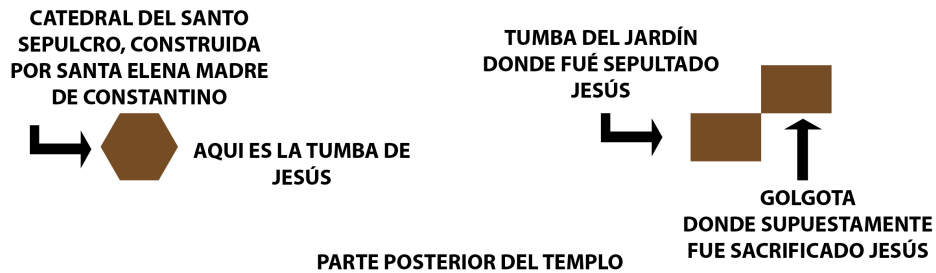 CATEDRAL DEL SANTO
SEPULCRO, CONSTRUIDA
POR SANTA ELENA MADRE
DE CONSTANTINO
AQUI ES LA TUMBA DE
JESÚS
TUMBA DEL JARDÍN
DONDE FUÉ SEPULTADO
JESÚS
GOLGOTA
DONDE SUPUESTAMENTE
FUE SACRIFICADO JESÚS
PARTE POSTERIOR DEL TEMPLO